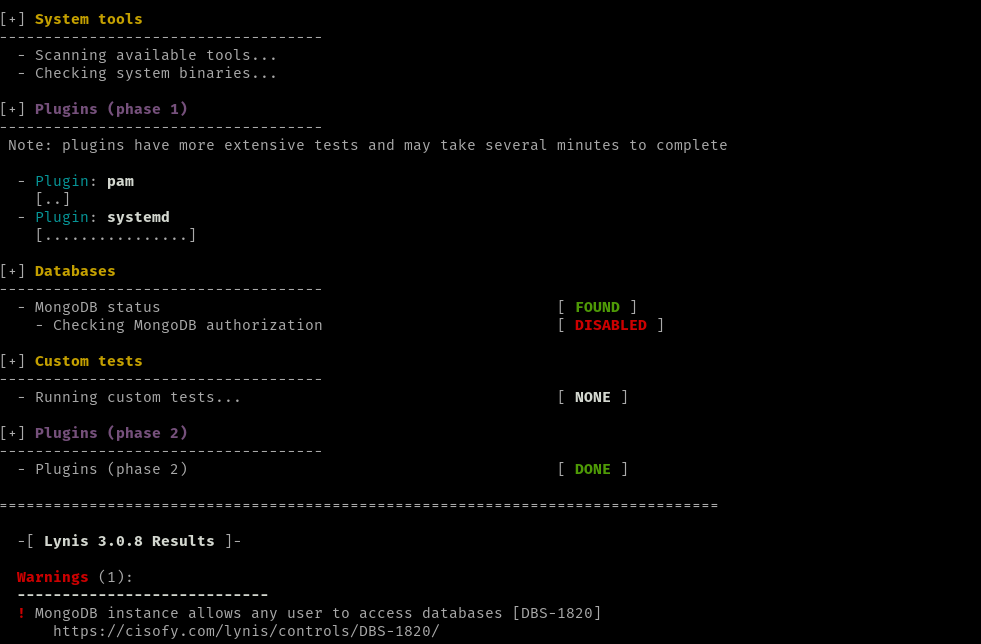 [+] System tools
------------------------------------
  - Scanning available tools...
  - Checking system binaries...
[+] Plugins (phase 1)
------------------------------------
 Note: plugins have more extensive tests and may take several minutes to complete
  - Plugin: pam
    [..]
  - Plugin: systemd
    [................]
[+] Databases
------------------------------------
  - MongoDB status                                            [ FOUND ]
    - Checking MongoDB authorization                          [ DISABLED ]
[+] Custom tests
------------------------------------
  - Running custom tests...                                   [ NONE ]
[+] Plugins (phase 2)
------------------------------------
  - Plugins (phase 2)                                         [ DONE ]
================================================================================
  -[ Lynis 3.0.8 Results ]-
  Warnings (1):
  ----------------------------
  ! MongoDB instance allows any user to access databases [DBS-1820]
      https://cisofy.com/lynis/controls/DBS-1820/